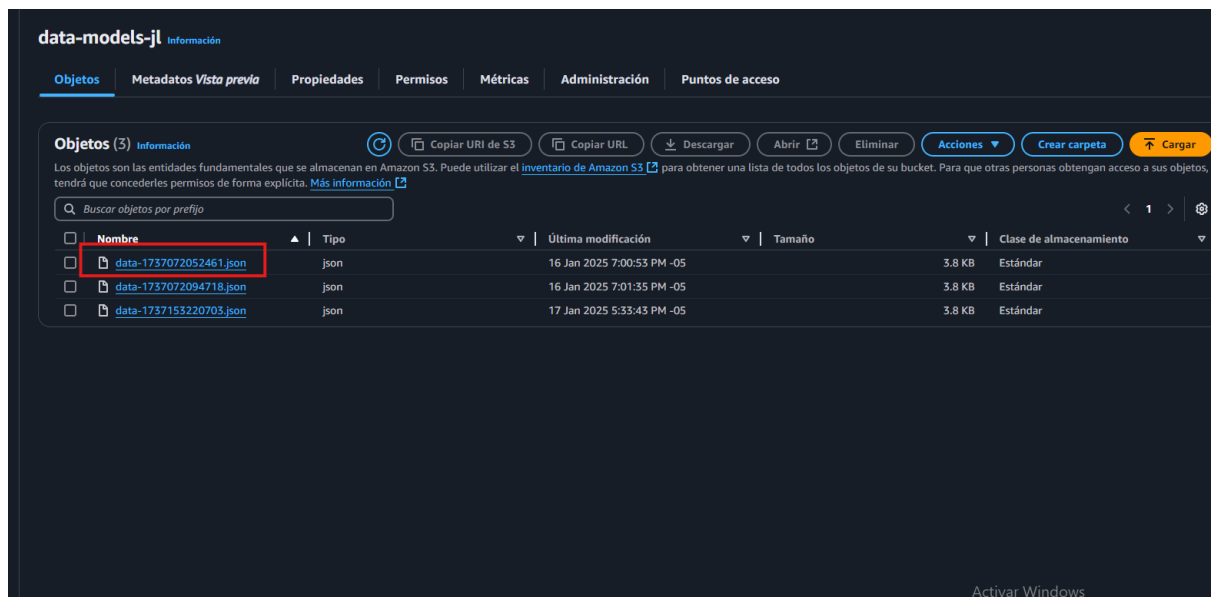 data-models-jl Información
Objetos Metadatos Vista previa Propiedades Permisos Métricas Administración Puntos de acceso
Objetos (3) Información Copiar URI de S3 Copiar URL Descargar Abrir Eliminar Acciones Crear carpeta Cargar
Los objetos son las entidades fundamentales que se almacenan en Amazon S3. Puede utilizar el inventario de Amazon S3 para obtener una lista de todos los objetos de su bucket. Para que otras personas obtengan acceso a sus objetos,
tendrá que concederles permisos de forma explícita. Más información
Buscar objetos por prefijo 1
Nombre Tipo Última modificación Tamaño Clase de almacenamiento
data-1737072052461.json json 16 Jan 2025 7:00:53 PM -05 3.8 KB Estándar
data-1737072094718.json json 16 Jan 2025 7:01:35 PM -05 3.8 KB Estándar
data-1737153220703.json json 17 Jan 2025 5:33:43 PM -05 3.8 KB Estándar
Activar Windows